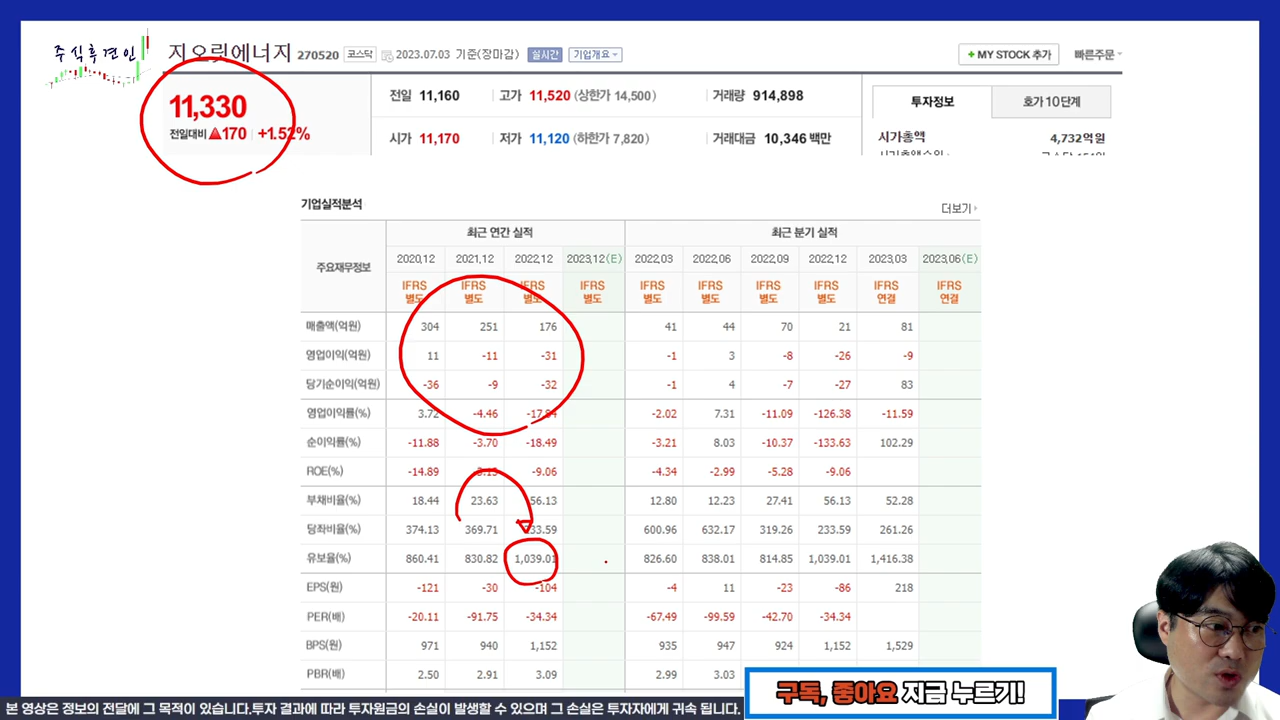 주식후견인
지오릿에너지 270520 코스닥 2023.07.03 기준(장마감) 실시간 기업개요
+ MY STOCK 추가 빠른주문
11,330
전일대비 ▲170 +1.52%
전일 11,160 고가 11,520 (상한가 14,500) 거래량 914,898
시가 11,170 저가 11,120 (하한가 7,820) 거래대금 10,346 백만
투자정보 호가 10단계
시가총액 4,732억원
기업실적분석 더보기
주요재무정보 최근 연간 실적 최근 분기 실적
2020.12 2021.12 2022.12 2023.12(E) 2022.03 2022.06 2022.09 2022.12 2023.03 2023.06(E)
IFRS 별도 IFRS 별도 IFRS 별도 IFRS 별도 IFRS 별도 IFRS 별도 IFRS 별도 IFRS 별도 IFRS 연결 IFRS 연결
매출액(억원) 304 251 176 41 44 70 21 81
영업이익(억원) 11 -11 -31 -1 3 -8 -26 -9
당기순이익(억원) -36 -9 -32 -1 4 -7 -27 83
영업이익률(%) 3.72 -4.46 -2.02 7.31 -11.09 -126.38 -11.59
순이익률(%) -11.88 -3.70 -18.49 -3.21 8.03 -10.37 -133.63 102.29
ROE(%) -14.89 -9.06 -4.34 -2.99 -5.28 -9.06
부채비율(%) 18.44 23.63 56.13 12.80 12.23 27.41 56.13 52.28
당좌비율(%) 374.13 369.71 233.59 600.96 632.17 319.26 233.59 261.26
유보율(%) 860.41 830.82 1,039.01 826.60 838.01 814.85 1,039.01 1,416.38
EPS(원) -121 -30 -104 -4 11 -23 -86 218
PER(배) -20.11 -91.75 -34.34 -67.49 -99.59 -42.70 -34.34
BPS(원) 971 940 1,152 935 947 924 1,152 1,529
PBR(배) 2.50 2.91 3.09 2.99 3.03
구독, 좋아요 지금 누르기!
본 영상은 정보의 전달에 그 목적이 있습니다.투자 결과에 따라 투자원금의 손실이 발생할 수 있으며 그 손실은 투자자에게 귀속 됩니다.